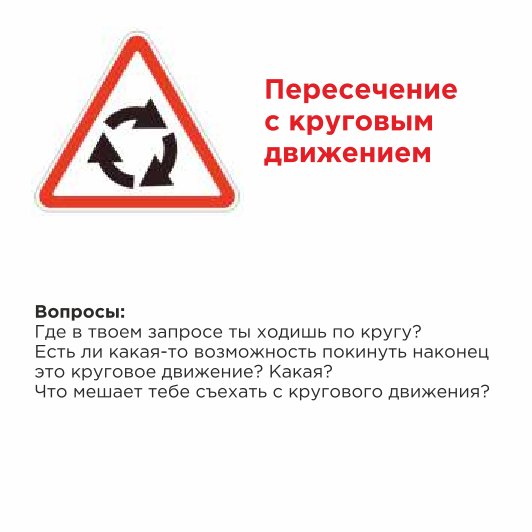 Пересечение
с круговым
движением
Вопросы:
Где в твоем запросе ты ходишь по кругу?
Есть ли какая-то возможность покинуть наконец
это круговое движение? Какая?
Что мешает тебе съехать с кругового движения?